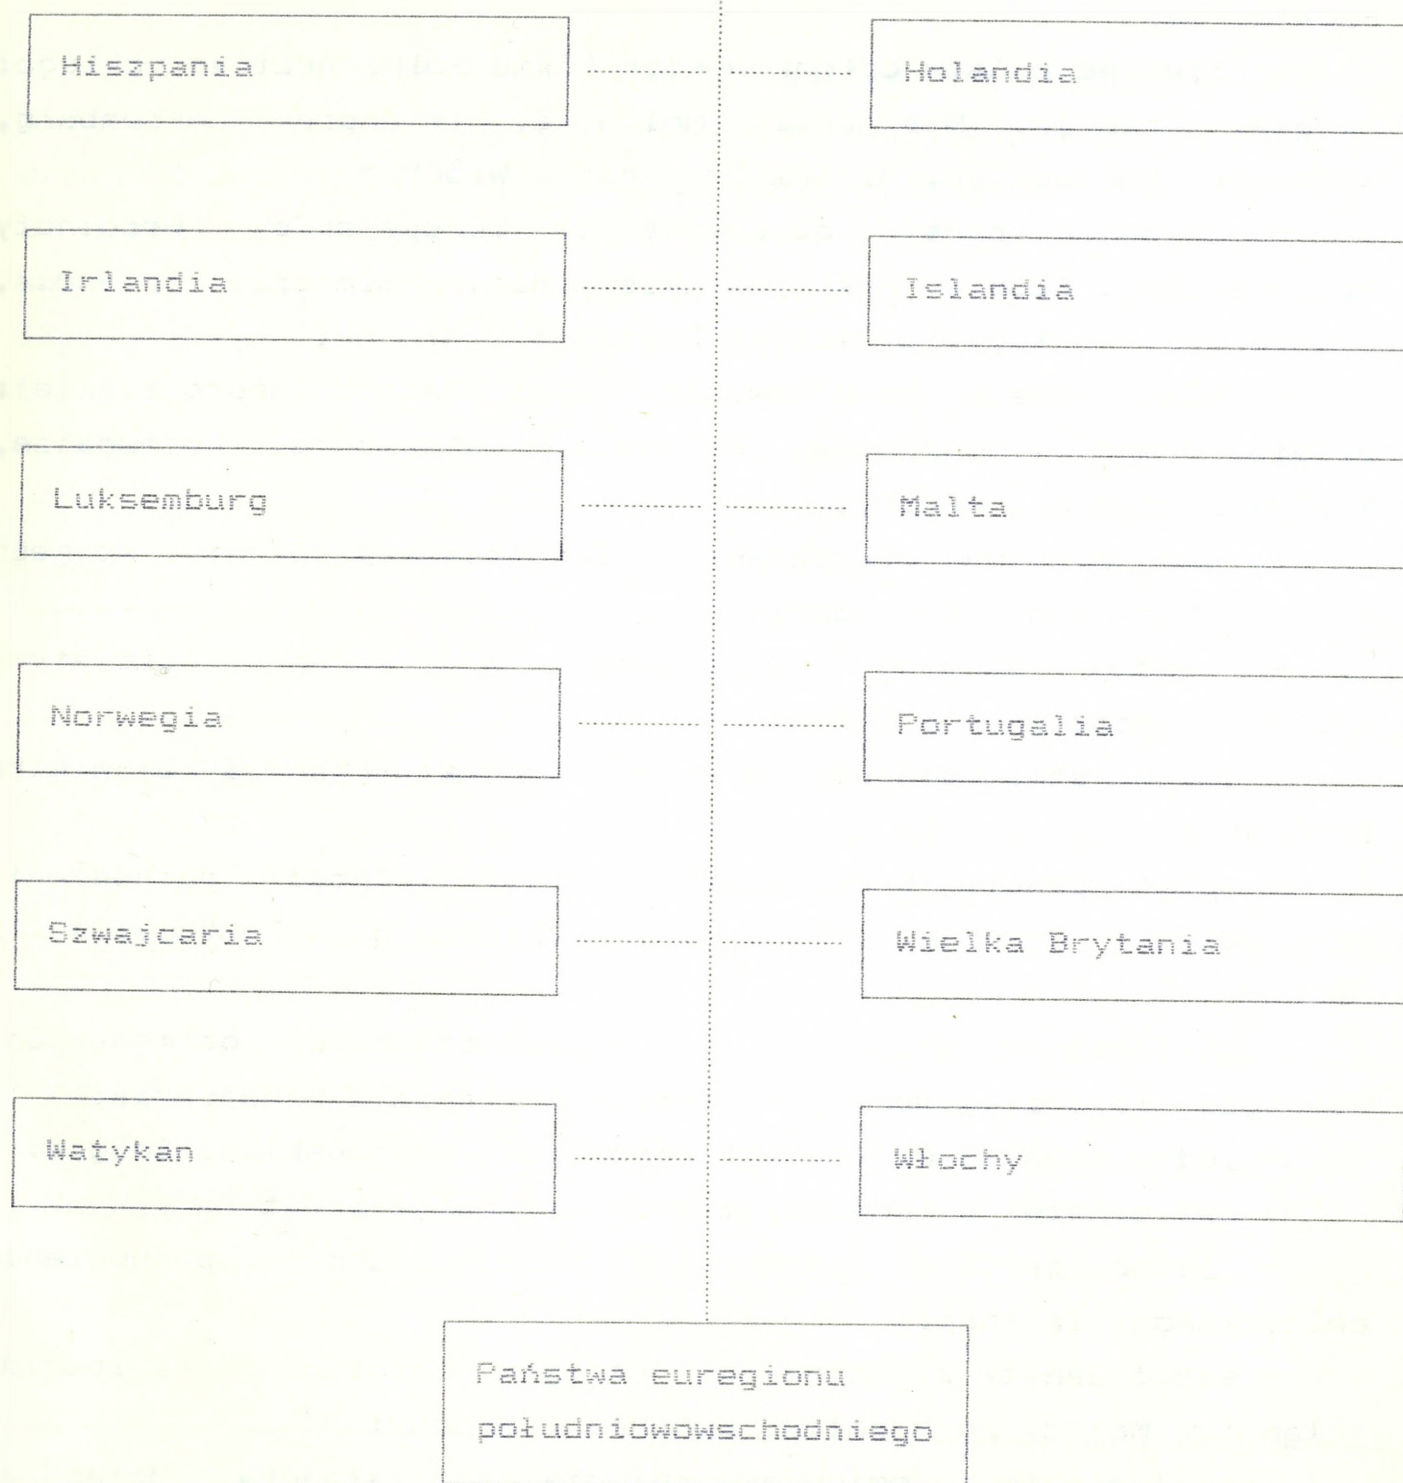 Hiszpania
Holandia
Irlandia
Islandia
Luksemburg
Malta
Norwegia
Portugalia
Szwajcaria
Wielka Brytania
Watykan
Włochy
Państwa euregionu
południowowschodniego